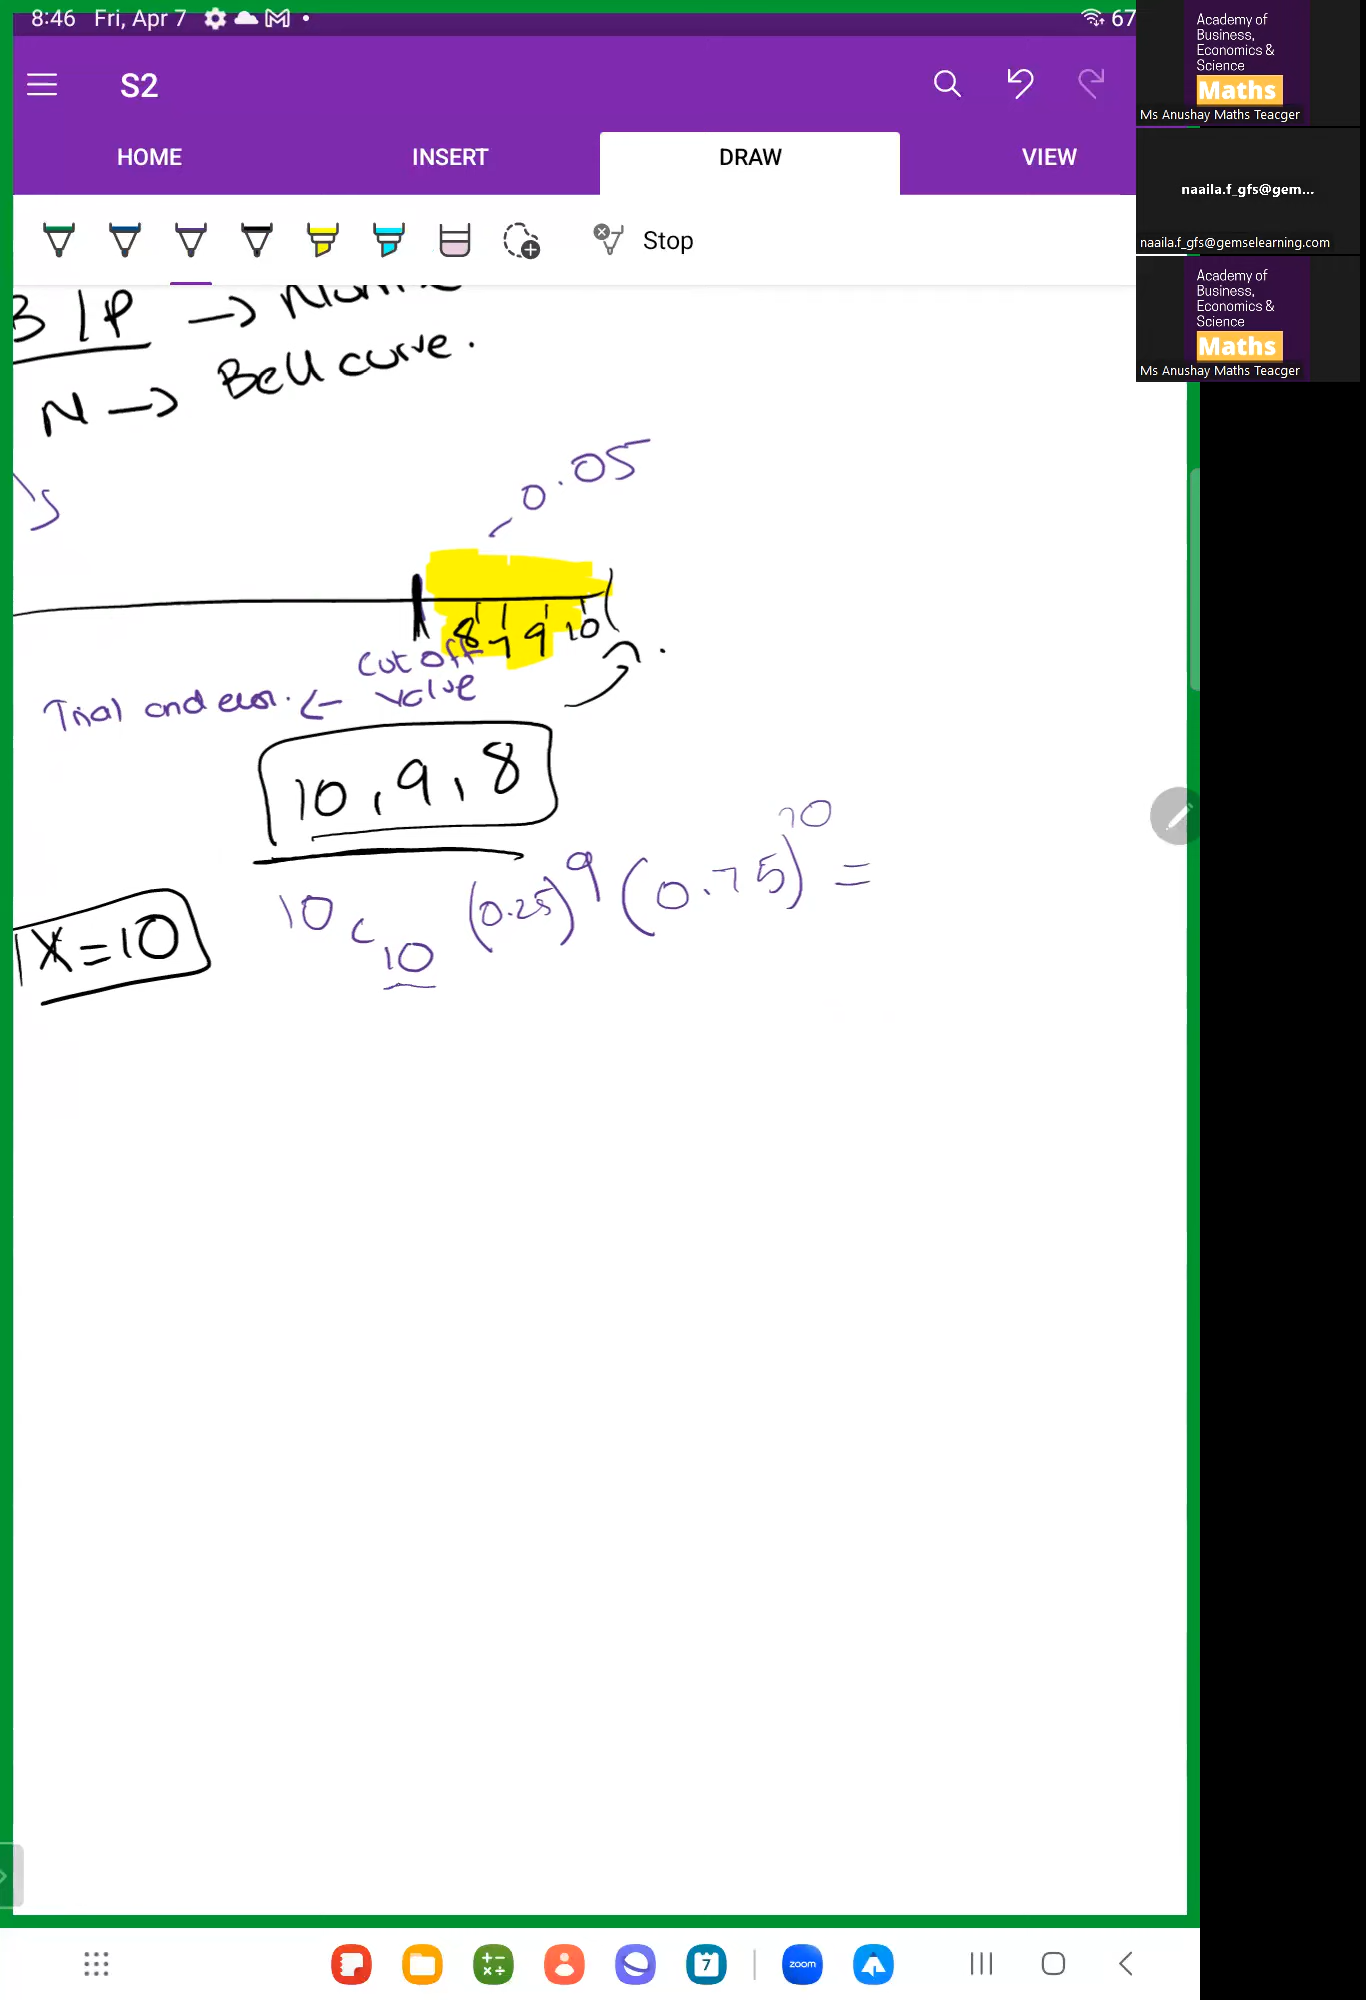 8:46 Fri, Apr 7
67
S2
HOME INSERT DRAW VIEW
Stop
Academy of
Business,
Economics &
Science
Maths
Ms Anushay Maths Teacger
naaila.f_gfs@gem...
naaila.f_gfs@gemselearning.com
Academy of
Business,
Economics &
Science
Maths
Ms Anushay Maths Teacger
B/P →
N → Bell curve.
's
0.05
8 7 9 10
Cut off
value
Trial and error. ←
10, 9, 8
X=10
10 C 10 (0.25)^9 (0.75)^10 =
7
zoom